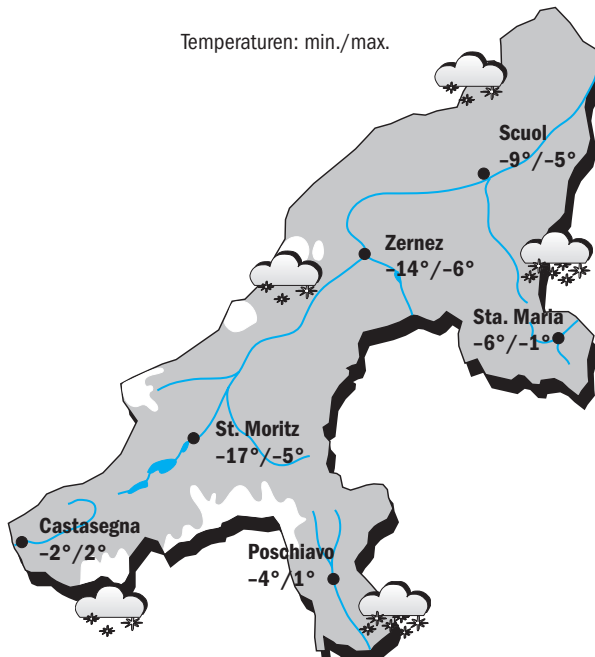 Temperaturen: min./max.
Scuol
–9°/–5°
Zernez
–14°/–6°
Sta. Maria
–6°/–1°
St. Moritz
–17°/–5°
Castasegna
–2°/2°
Poschiavo
–4°/1°